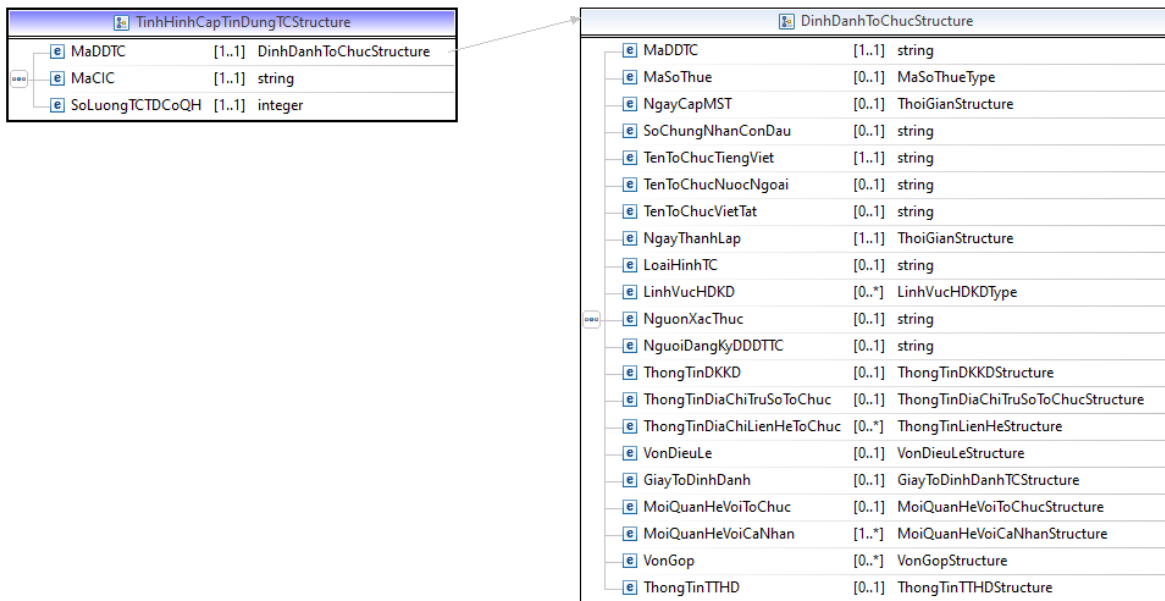 TinhHinhCapTinDungTCStructure
MaDDTC [1..1] DinhDanhToChucStructure
MaCIC [1..1] string
SoLuongTCTDCoQH [1..1] integer
DinhDanhToChucStructure
MaDDTC [1..1] string
MaSoThue [0..1] MaSoThueType
NgayCapMST [0..1] ThoiGianStructure
SoChungNhanConDau [0..1] string
TenToChucTiengViet [1..1] string
TenToChucNuocNgoai [0..1] string
TenToChucVietTat [0..1] string
NgayThanhLap [1..1] ThoiGianStructure
LoaiHinhTC [0..1] string
LinhVucHDKD [0..*] LinhVucHDKDType
NguonXacThuc [0..1] string
NguoiDangKyDDDTTC [0..1] string
ThongTinDKKD [0..1] ThongTinDKKDStructure
ThongTinDiaChiTruSoToChuc [0..1] ThongTinDiaChiTruSoToChucStructure
ThongTinDiaChiLienHeToChuc [0..*] ThongTinLienHeStructure
VonDieuLe [0..1] VonDieuLeStructure
GiayToDinhDanh [0..1] GiayToDinhDanhTCStructure
MoiQuanHeVoiToChuc [0..1] MoiQuanHeVoiToChucStructure
MoiQuanHeVoiCaNhan [1..*] MoiQuanHeVoiCaNhanStructure
VonGop [0..*] VonGopStructure
ThongTinTTHD [0..1] ThongTinTTHDStructure